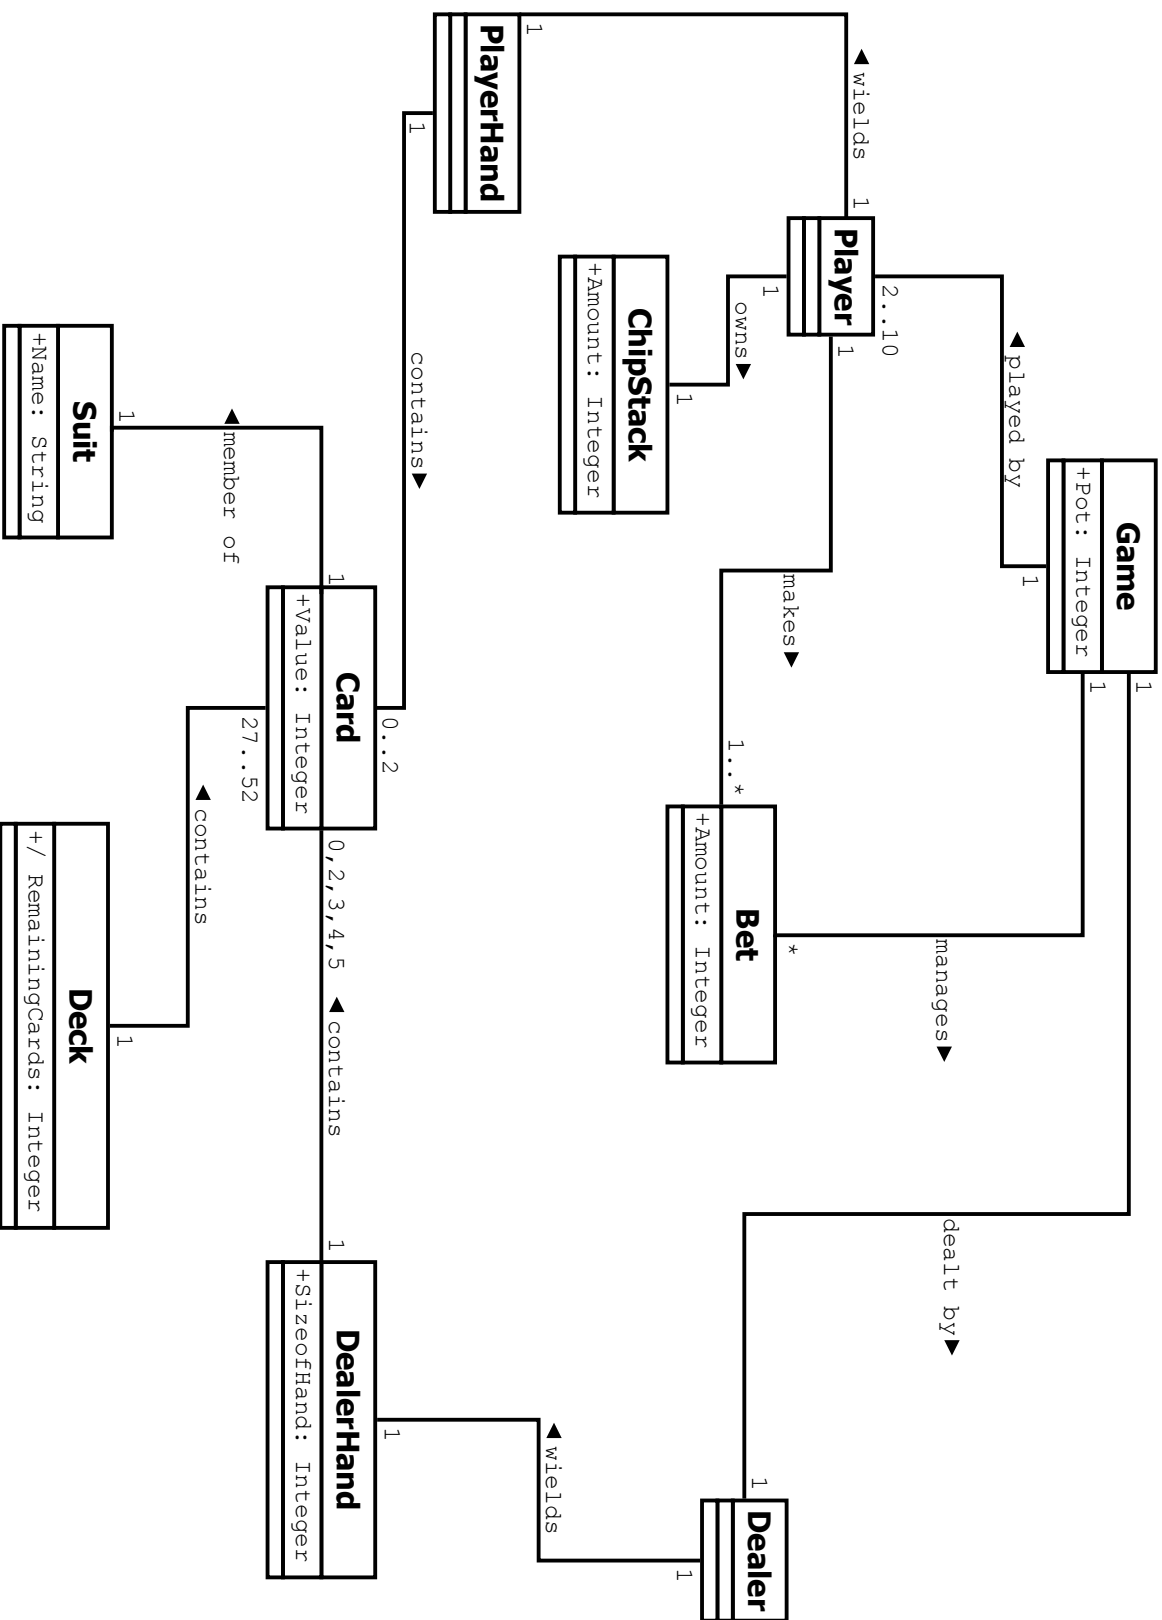 Game
+Pot: Integer
1
1
1
◀ played by
2..10
manages▶
dealt by▶
◀ wields
1
Player
1
1
makes▶
*
Bet
+Amount: Integer
1..*
1
Dealer
1
owns▶
1
ChipStack
+Amount: Integer
◀ wields
1
PlayerHand
1
contains▶
0..2
1
Card
+Value: Integer
1
0,2,3,4,5
◀ contains
1
DealerHand
+SizeofHand: Integer
27..52
◀ member of
◀ contains
1
Suit
+Name: String
1
Deck
+/ RemainingCards: Integer